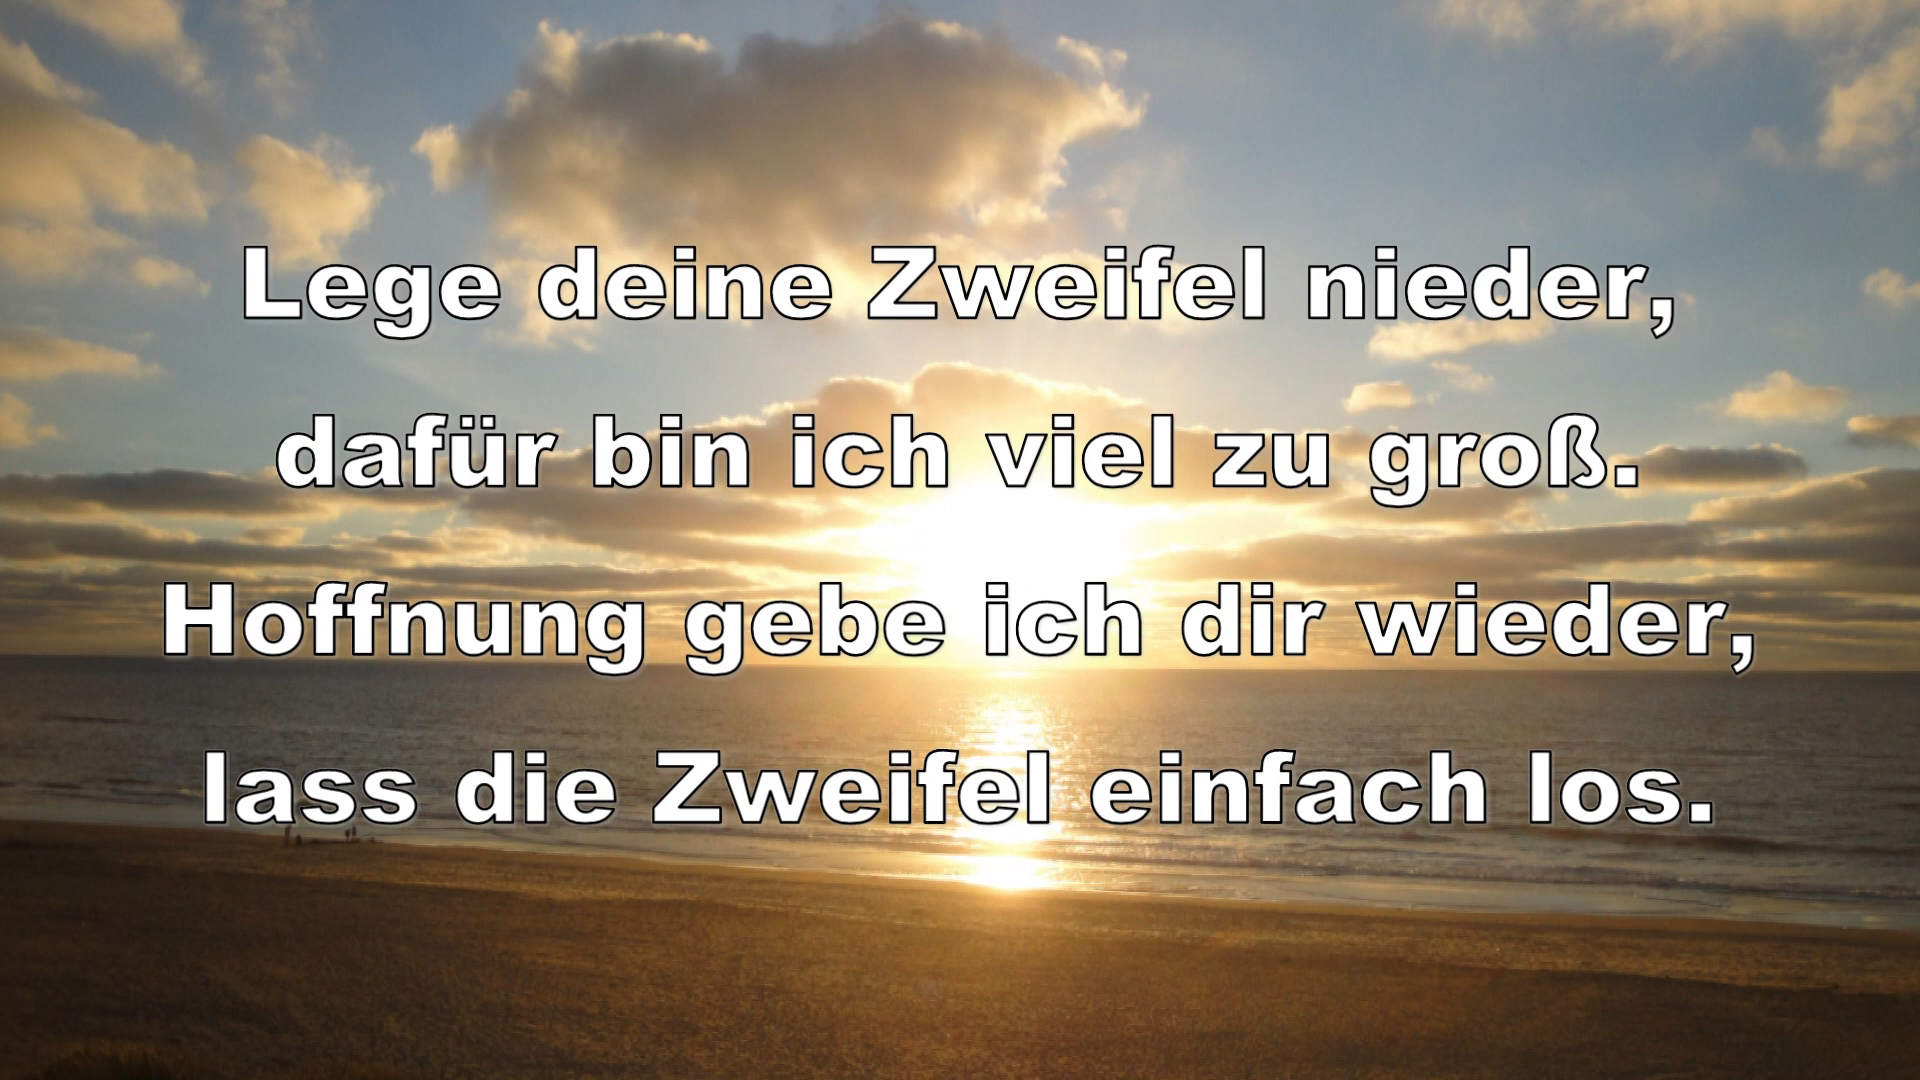 Lege deine Zweifel nieder,
dafür bin ich viel zu groß.
Hoffnung gebe ich dir wieder,
lass die Zweifel einfach los.